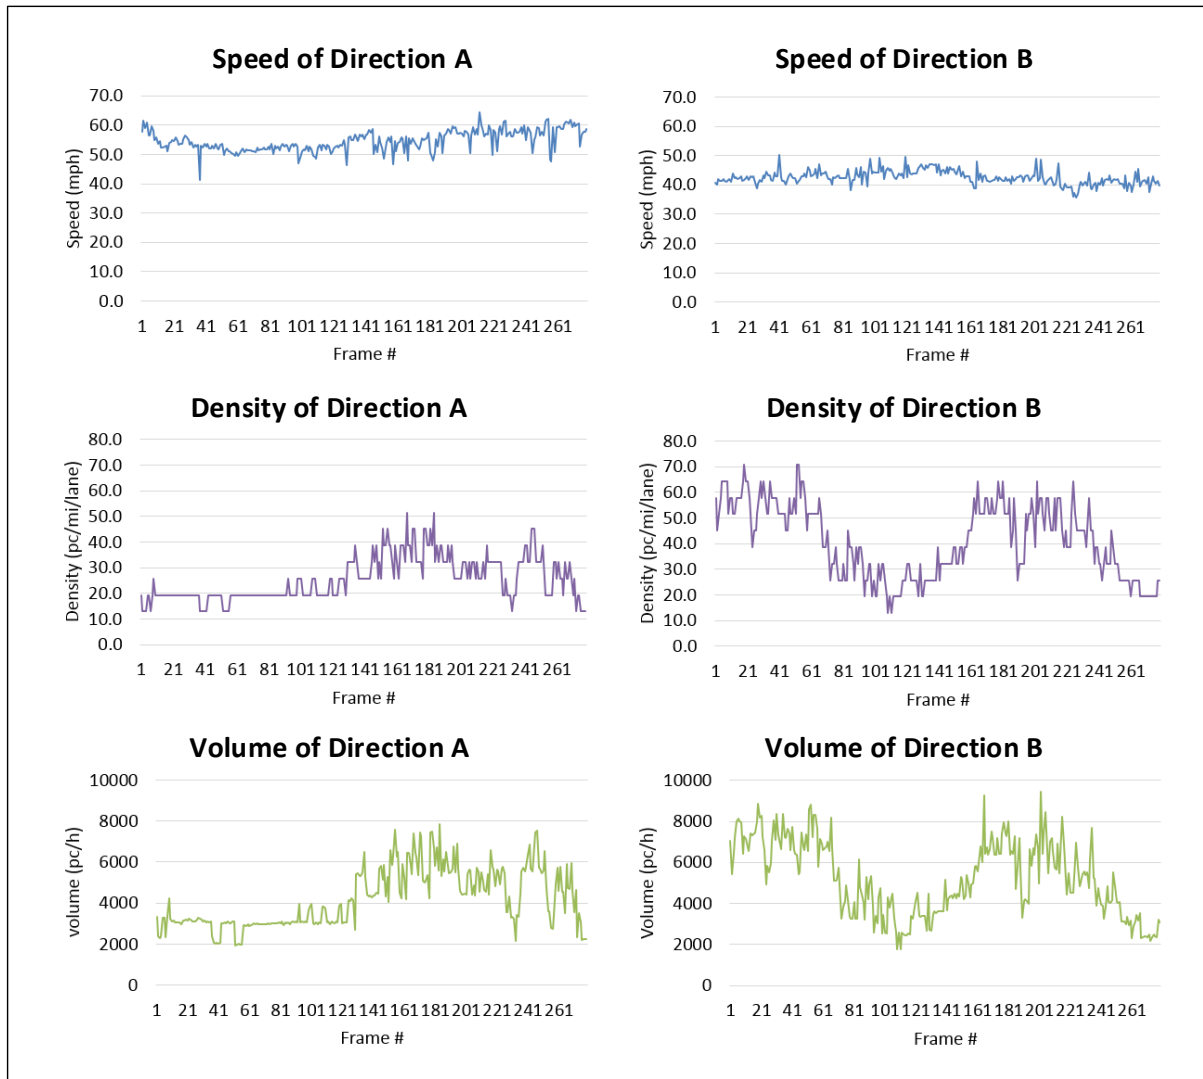 Speed of Direction A
70.0
60.0
50.0
40.0
30.0
20.0
10.0
0.0
Speed (mph)
1 21 41 61 81 101 121 141 161 181 201 221 241 261
Frame #
Speed of Direction B
70.0
60.0
50.0
40.0
30.0
20.0
10.0
0.0
Speed (mph)
1 21 41 61 81 101 121 141 161 181 201 221 241 261
Frame #
Density of Direction A
80.0
70.0
60.0
50.0
40.0
30.0
20.0
10.0
0.0
Density (pc/mi/lane)
1 21 41 61 81 101 121 141 161 181 201 221 241 261
Frame #
Density of Direction B
80.0
70.0
60.0
50.0
40.0
30.0
20.0
10.0
0.0
Density (pc/mi/lane)
1 21 41 61 81 101 121 141 161 181 201 221 241 261
Frame #
Volume of Direction A
10000
8000
6000
4000
2000
0
volume (pc/h)
1 21 41 61 81 101 121 141 161 181 201 221 241 261
Frame #
Volume of Direction B
10000
8000
6000
4000
2000
0
Volume (pc/h)
1 21 41 61 81 101 121 141 161 181 201 221 241 261
Frame #